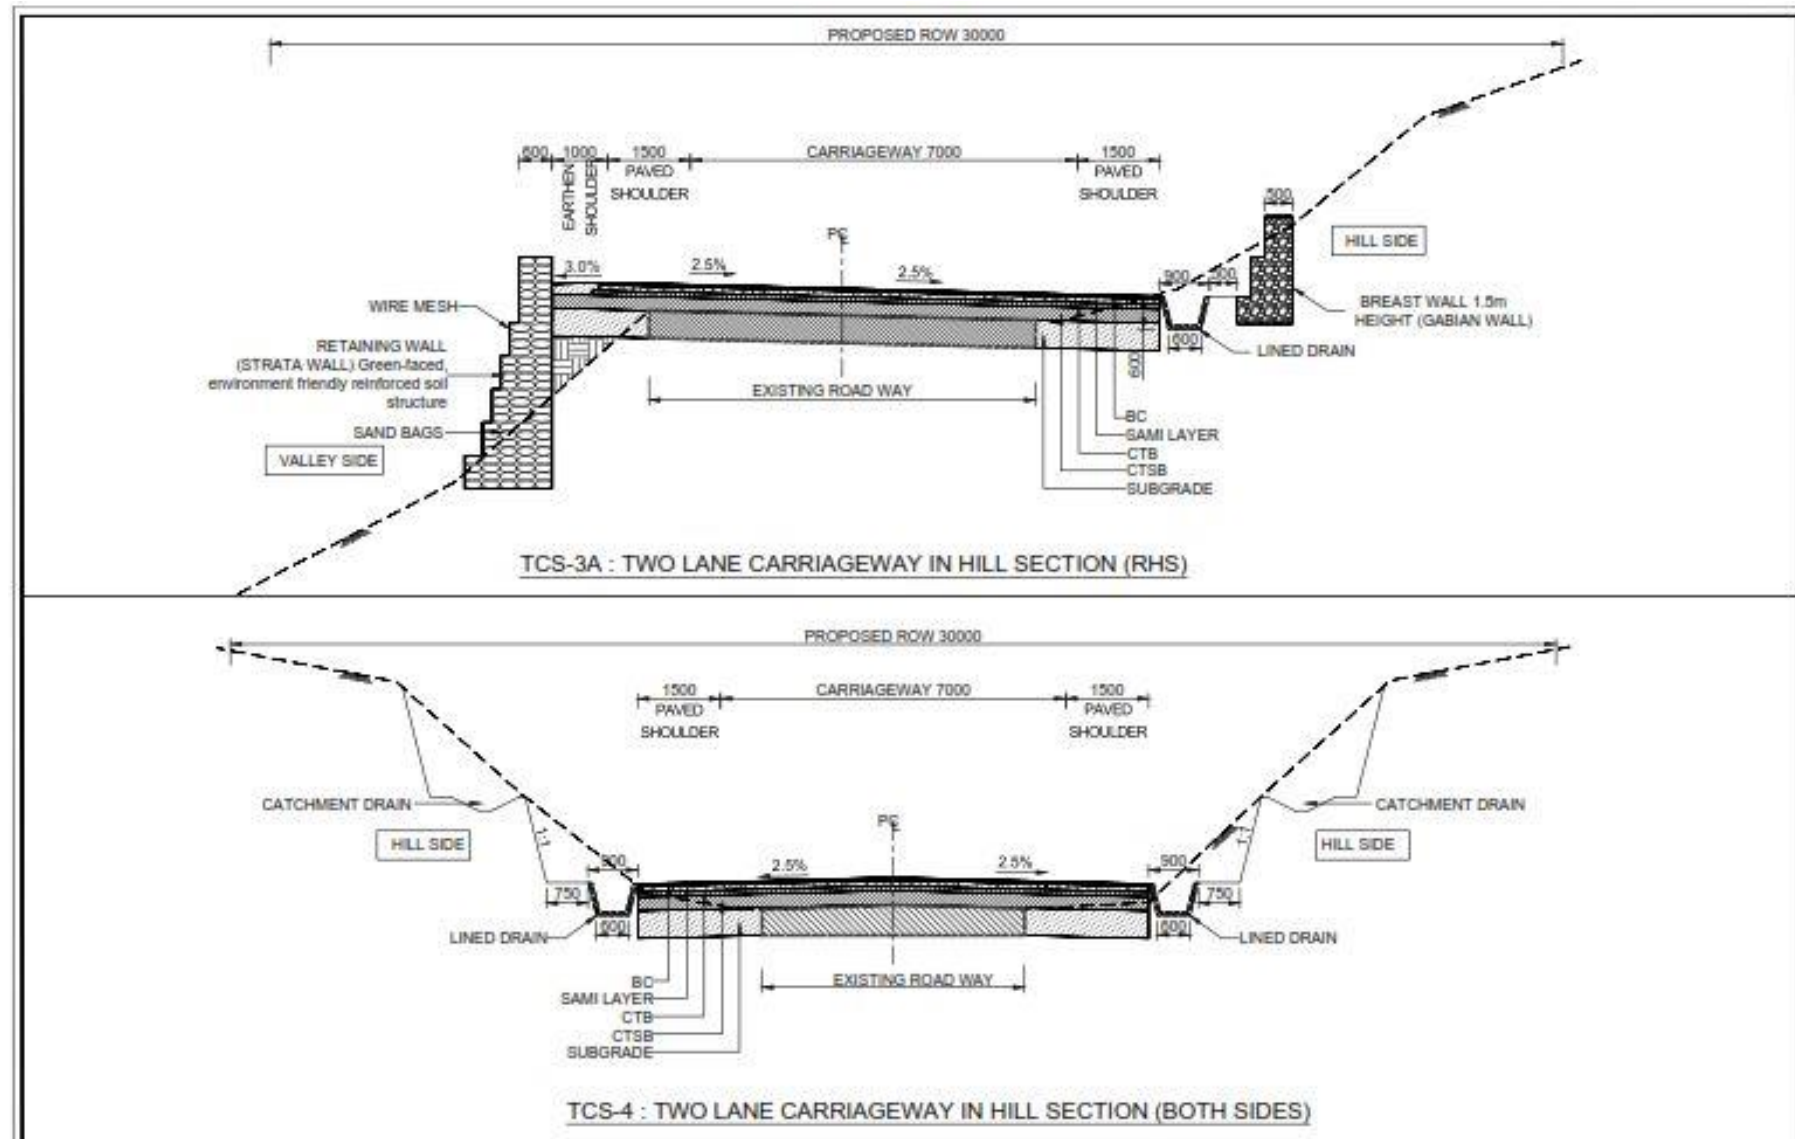 PROPOSED ROW 30000
600 1000 1500 CARRIAGEWAY 7000 1500
EARTHEN SHOULDER
PAVED SHOULDER
PAVED SHOULDER
500
HILL SIDE
3.0% 2.5% 2.5%
900 500
WIRE MESH
BREAST WALL 1.5m
HEIGHT (GABIAN WALL)
RETAINING WALL
(STRATA WALL) Green-faced,
environment friendly reinforced soil
structure
600
LINED DRAIN
600
EXISTING ROAD WAY
SAND BAGS
VALLEY SIDE
BC
SAMI LAYER
CTB
CTSB
SUBGRADE
TCS-3A : TWO LANE CARRIAGEWAY IN HILL SECTION (RHS)
PROPOSED ROW 30000
1500 CARRIAGEWAY 7000 1500
PAVED SHOULDER
PAVED SHOULDER
CATCHMENT DRAIN
CATCHMENT DRAIN
HILL SIDE
HILL SIDE
1:1
900 2.5% 2.5% 900
750 750
600 600
LINED DRAIN
LINED DRAIN
EXISTING ROAD WAY
BC
SAMI LAYER
CTB
CTSB
SUBGRADE
TCS-4 : TWO LANE CARRIAGEWAY IN HILL SECTION (BOTH SIDES)